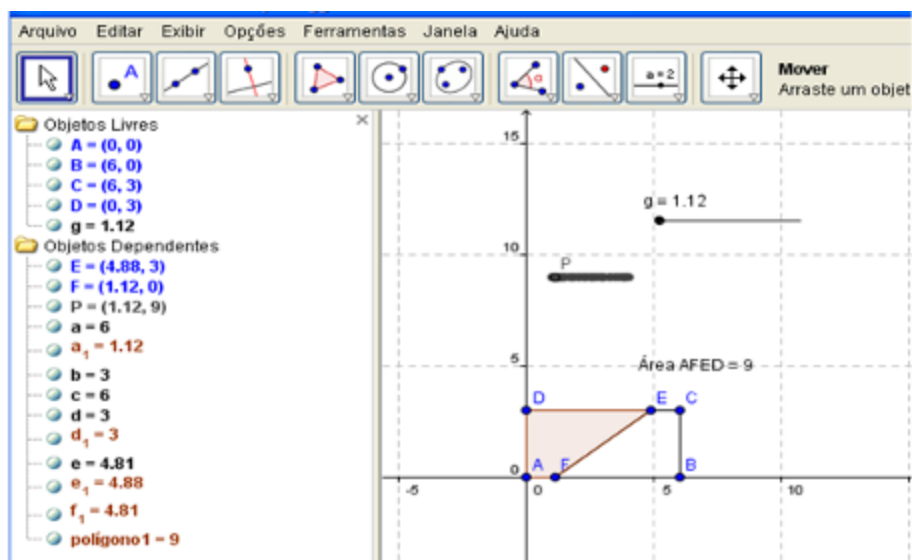 Arquivo Editar Exibir Opções Ferramentas Janela Ajuda
A
α
a = 2
Mover
Arraste um objet
Objetos Livres
A = (0, 0)
B = (6, 0)
C = (6, 3)
D = (0, 3)
g = 1.12
Objetos Dependentes
E = (4.88, 3)
F = (1.12, 0)
P = (1.12, 9)
a = 6
a₁ = 1.12
b = 3
c = 6
d = 3
d₁ = 3
e = 4.81
e₁ = 4.88
f₁ = 4.81
polígono1 = 9
15
g = 1.12
10
P
5
Área AFED = 9
D E C
0 A F B
-5 0 5 10